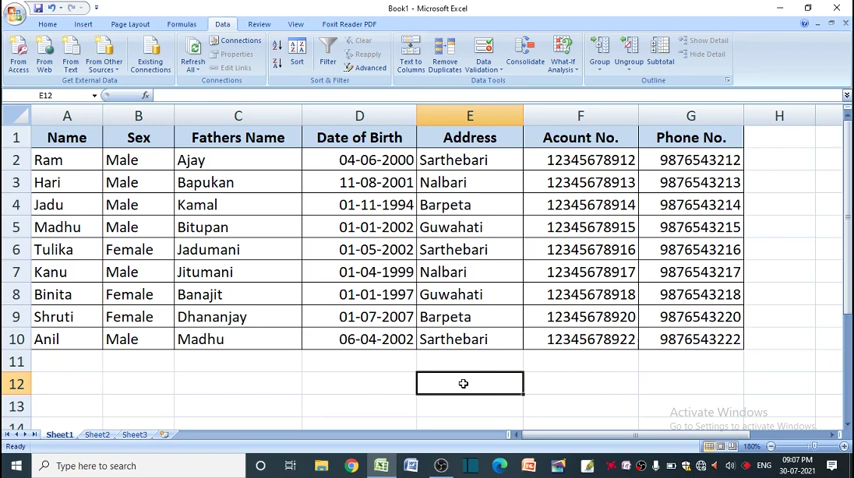 Book1 - Microsoft Excel
Home Insert Page Layout Formulas Data Review View Foxit Reader PDF
From Access From Web From Text From Other Sources Existing Connections Refresh All Connections Properties Edit Links Sort Filter Clear Reapply Advanced Text to Columns Remove Duplicates Data Validation Consolidate What-If Analysis Group Ungroup Subtotal Show Detail Hide Detail
Get External Data Connections Sort & Filter Data Tools Outline
E12 fx
A B C D E F G H
1 Name Sex Fathers Name Date of Birth Address Acount No. Phone No.
2 Ram Male Ajay 04-06-2000 Sarthebari 12345678912 9876543212
3 Hari Male Bapukan 11-08-2001 Nalbari 12345678913 9876543213
4 Jadu Male Kamal 01-11-1994 Barpeta 12345678914 9876543214
5 Madhu Male Bitupan 01-01-2002 Guwahati 12345678915 9876543215
6 Tulika Female Jadumani 01-05-2002 Sarthebari 12345678916 9876543216
7 Kanu Male Jitumani 01-04-1999 Nalbari 12345678917 9876543217
8 Binita Female Banajit 01-01-1997 Guwahati 12345678918 9876543218
9 Shruti Female Dhananjay 01-07-2007 Barpeta 12345678920 9876543220
10 Anil Male Madhu 06-04-2002 Sarthebari 12345678922 9876543222
11
12
13
14
Activate Windows
Go to Settings to activate Windows.
Sheet1 Sheet2 Sheet3
Ready 180%
Type here to search ENG 09:07 PM
30-07-2021